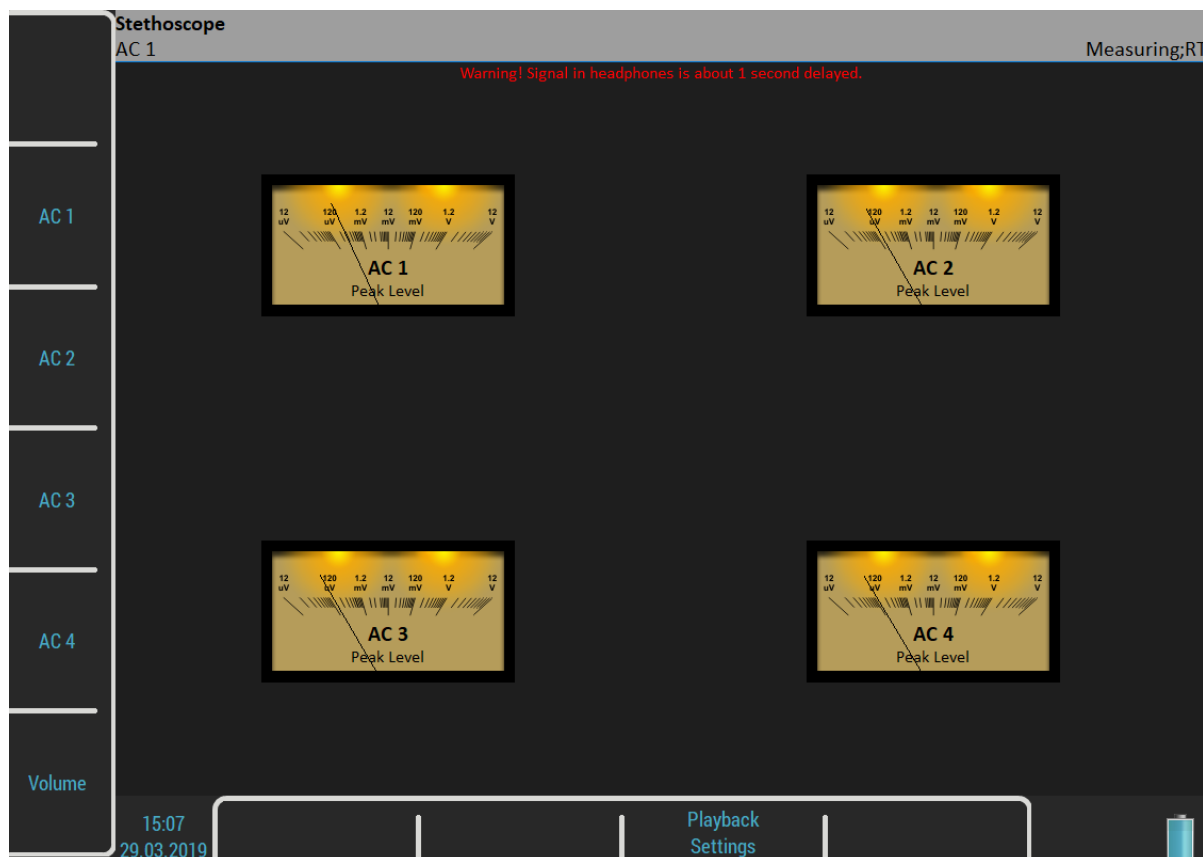 Stethoscope
AC 1
Measuring;RT
Warning! Signal in headphones is about 1 second delayed.
12 120 1.2 12 120 1.2 12
uV uV mV mV mV V V
AC 1
Peak Level
12 120 1.2 12 120 1.2 12
uV uV mV mV mV V V
AC 2
Peak Level
12 120 1.2 12 120 1.2 12
uV uV mV mV mV V V
AC 3
Peak Level
12 120 1.2 12 120 1.2 12
uV uV mV mV mV V V
AC 4
Peak Level
AC 1
AC 2
AC 3
AC 4
Volume
15:07
29.03.2019
Playback
Settings